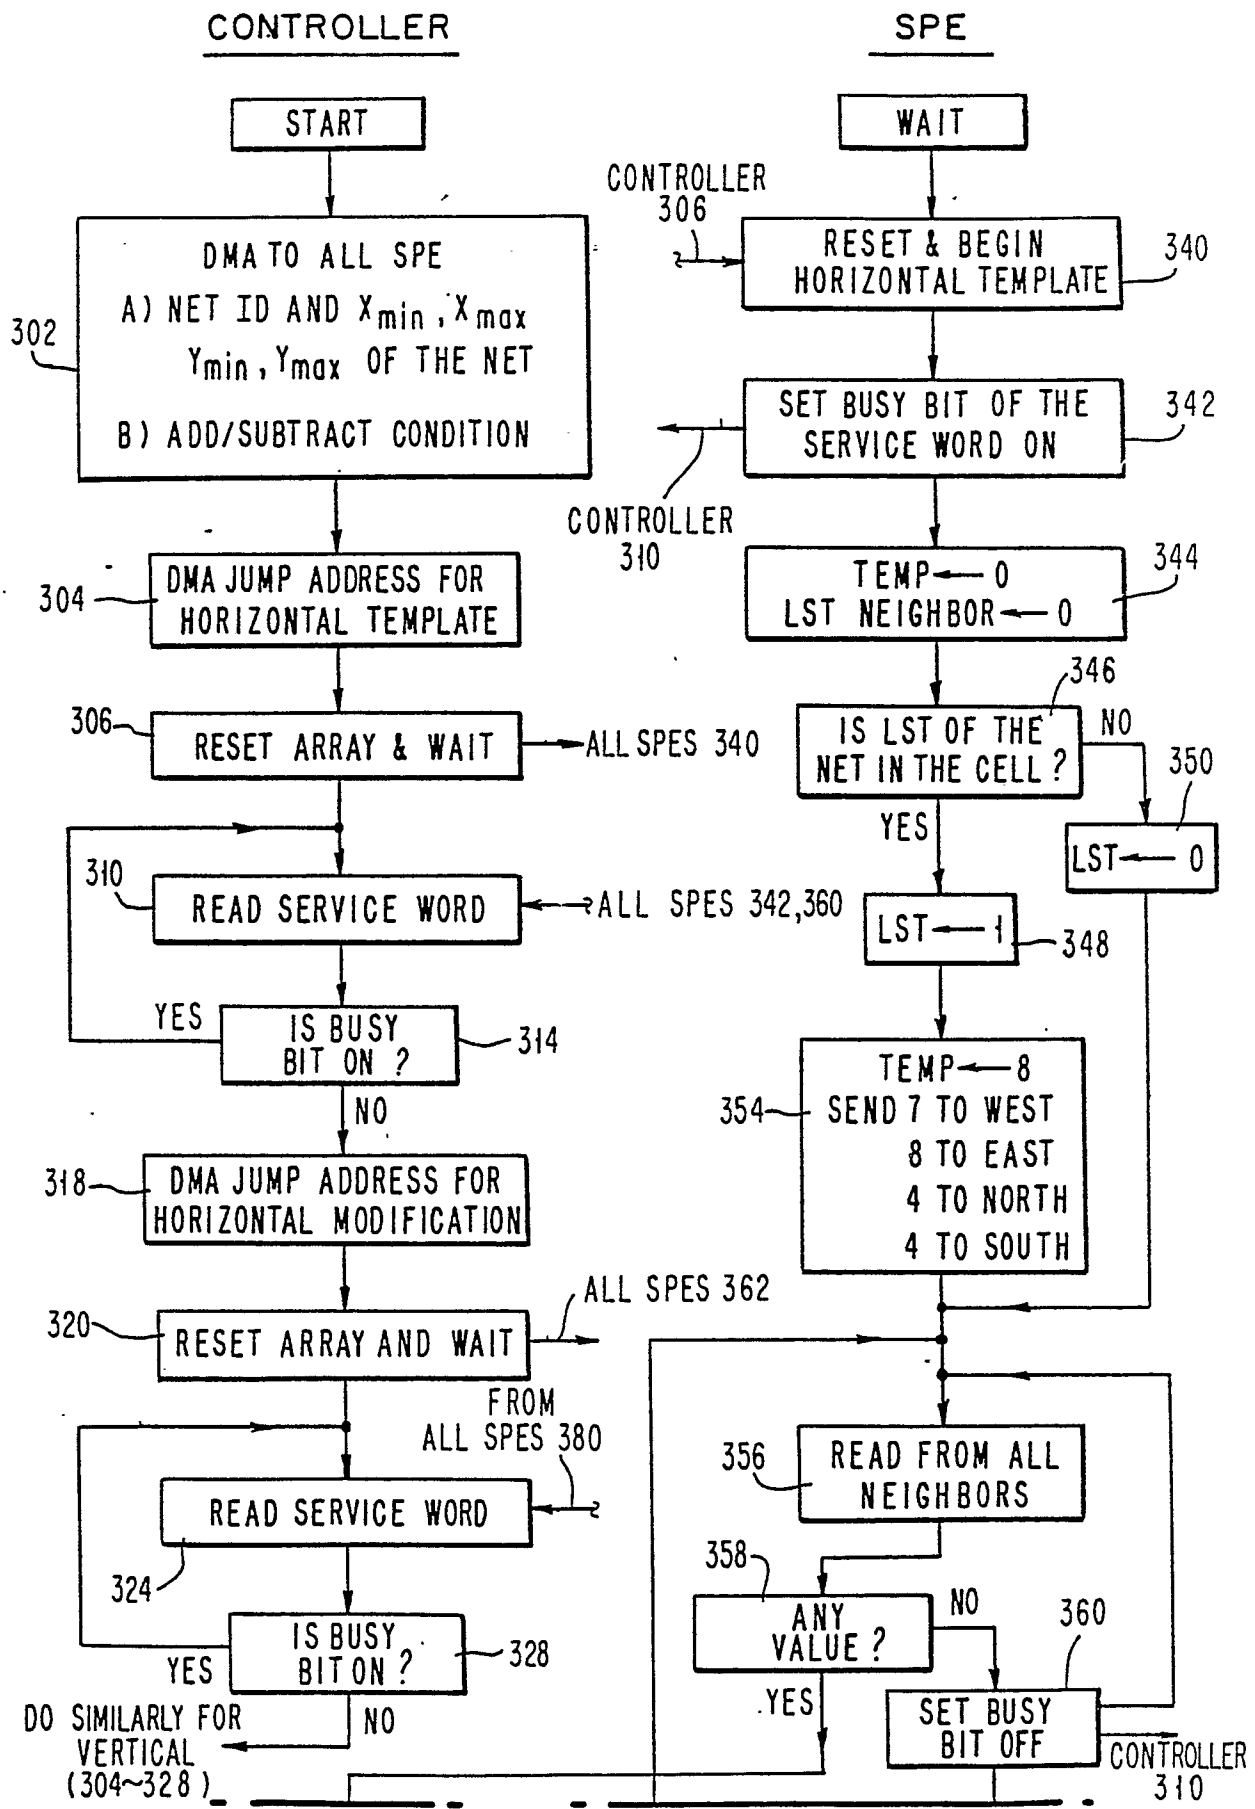 CONTROLLER
START
DMA TO ALL SPE
A) NET ID AND Xmin, Xmax
Ymin, Ymax OF THE NET
B) ADD/SUBTRACT CONDITION
302
DMA JUMP ADDRESS FOR
HORIZONTAL TEMPLATE
304
306
RESET ARRAY & WAIT
ALL SPES 340
310
READ SERVICE WORD
ALL SPES 342,360
YES
IS BUSY
BIT ON ?
314
NO
318
DMA JUMP ADDRESS FOR
HORIZONTAL MODIFICATION
ALL SPES 362
320
RESET ARRAY AND WAIT
FROM
ALL SPES 380
READ SERVICE WORD
324
IS BUSY
BIT ON ?
328
YES
NO
DO SIMILARLY FOR
VERTICAL
(304~328)
SPE
WAIT
CONTROLLER
306
RESET & BEGIN
HORIZONTAL TEMPLATE
340
SET BUSY BIT OF THE
SERVICE WORD ON
342
CONTROLLER
310
TEMP ← 0
LST NEIGHBOR ← 0
344
346
IS LST OF THE
NET IN THE CELL ?
NO
350
YES
LST ← 0
LST ← 1
348
TEMP ← 8
354
SEND 7 TO WEST
8 TO EAST
4 TO NORTH
4 TO SOUTH
356
READ FROM ALL
NEIGHBORS
358
ANY
VALUE ?
NO
360
YES
SET BUSY
BIT OFF
CONTROLLER
310